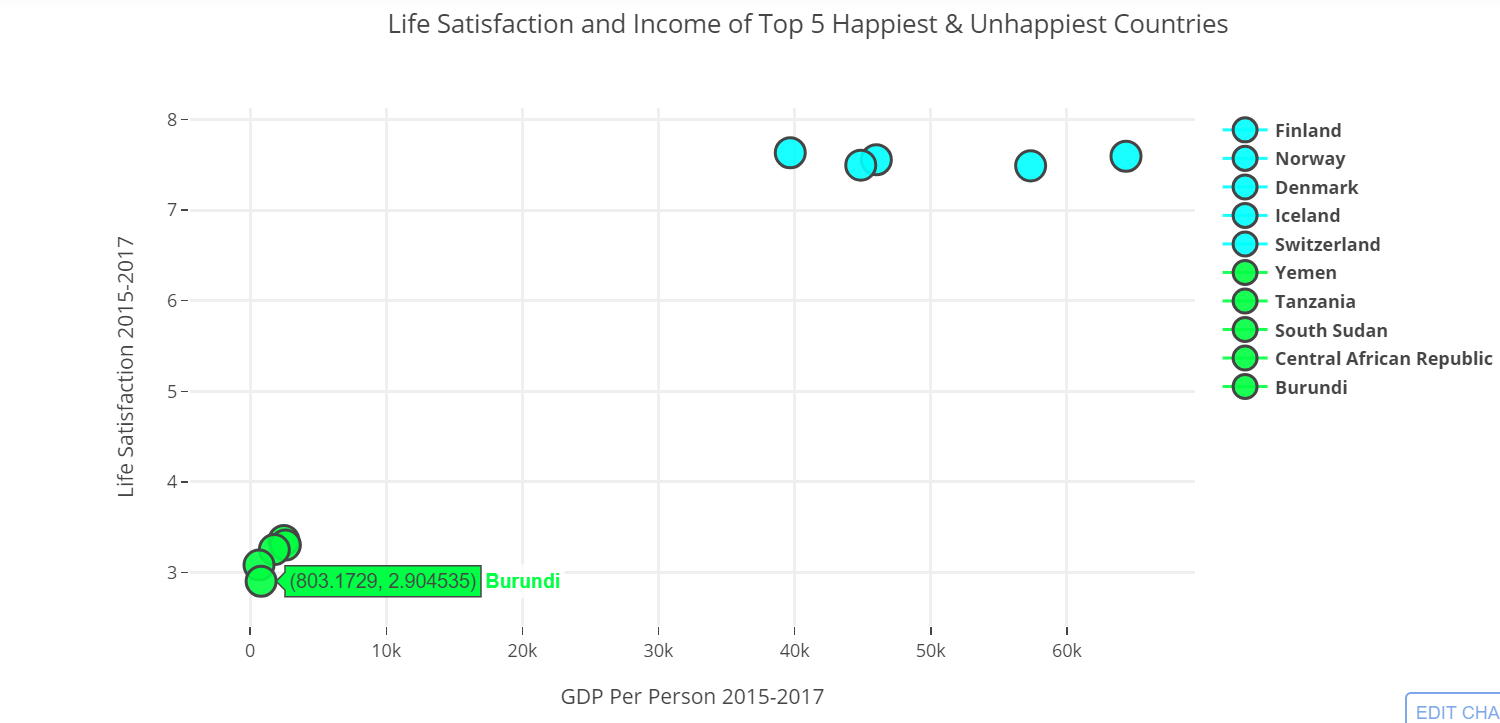 Life Satisfaction and Income of Top 5 Happiest & Unhappiest Countries
Life Satisfaction 2015-2017
8
7
6
5
4
3
(803.1729, 2.904535) Burundi
0 10k 20k 30k 40k 50k 60k
GDP Per Person 2015-2017
Finland
Norway
Denmark
Iceland
Switzerland
Yemen
Tanzania
South Sudan
Central African Republic
Burundi
EDIT CHA